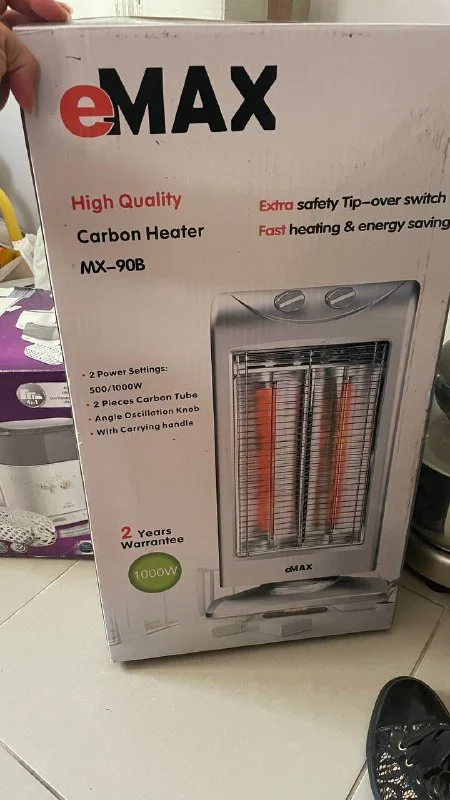 eMAX
High Quality
Carbon Heater
MX-90B
Extra safety Tip-over switch
Fast heating & energy saving
- 2 Power Settings:
500/1000W
- 2 Pieces Carbon Tube
- Angle Oscillation Knob
- With Carrying handle
2 Years
Warrantee
1000W
eMAX